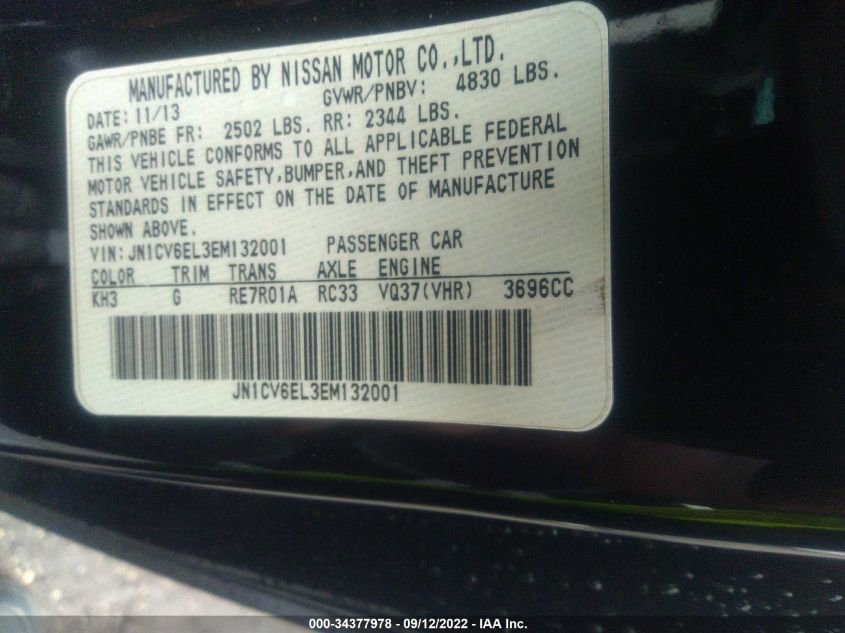 MANUFACTURED BY NISSAN MOTOR CO.,LTD.
DATE: 11/13 GVWR/PNBV: 4830 LBS.
GAWR/PNBE FR: 2502 LBS. RR: 2344 LBS.
THIS VEHICLE CONFORMS TO ALL APPLICABLE FEDERAL
MOTOR VEHICLE SAFETY,BUMPER,AND THEFT PREVENTION
STANDARDS IN EFFECT ON THE DATE OF MANUFACTURE
SHOWN ABOVE.
VIN:JN1CV6EL3EM132001 PASSENGER CAR
COLOR TRIM TRANS AXLE ENGINE
KH3 G RE7R01A RC33 VQ37(VHR) 3696CC
JN1CV6EL3EM132001
000-34377978 - 09/12/2022 - IAA Inc.